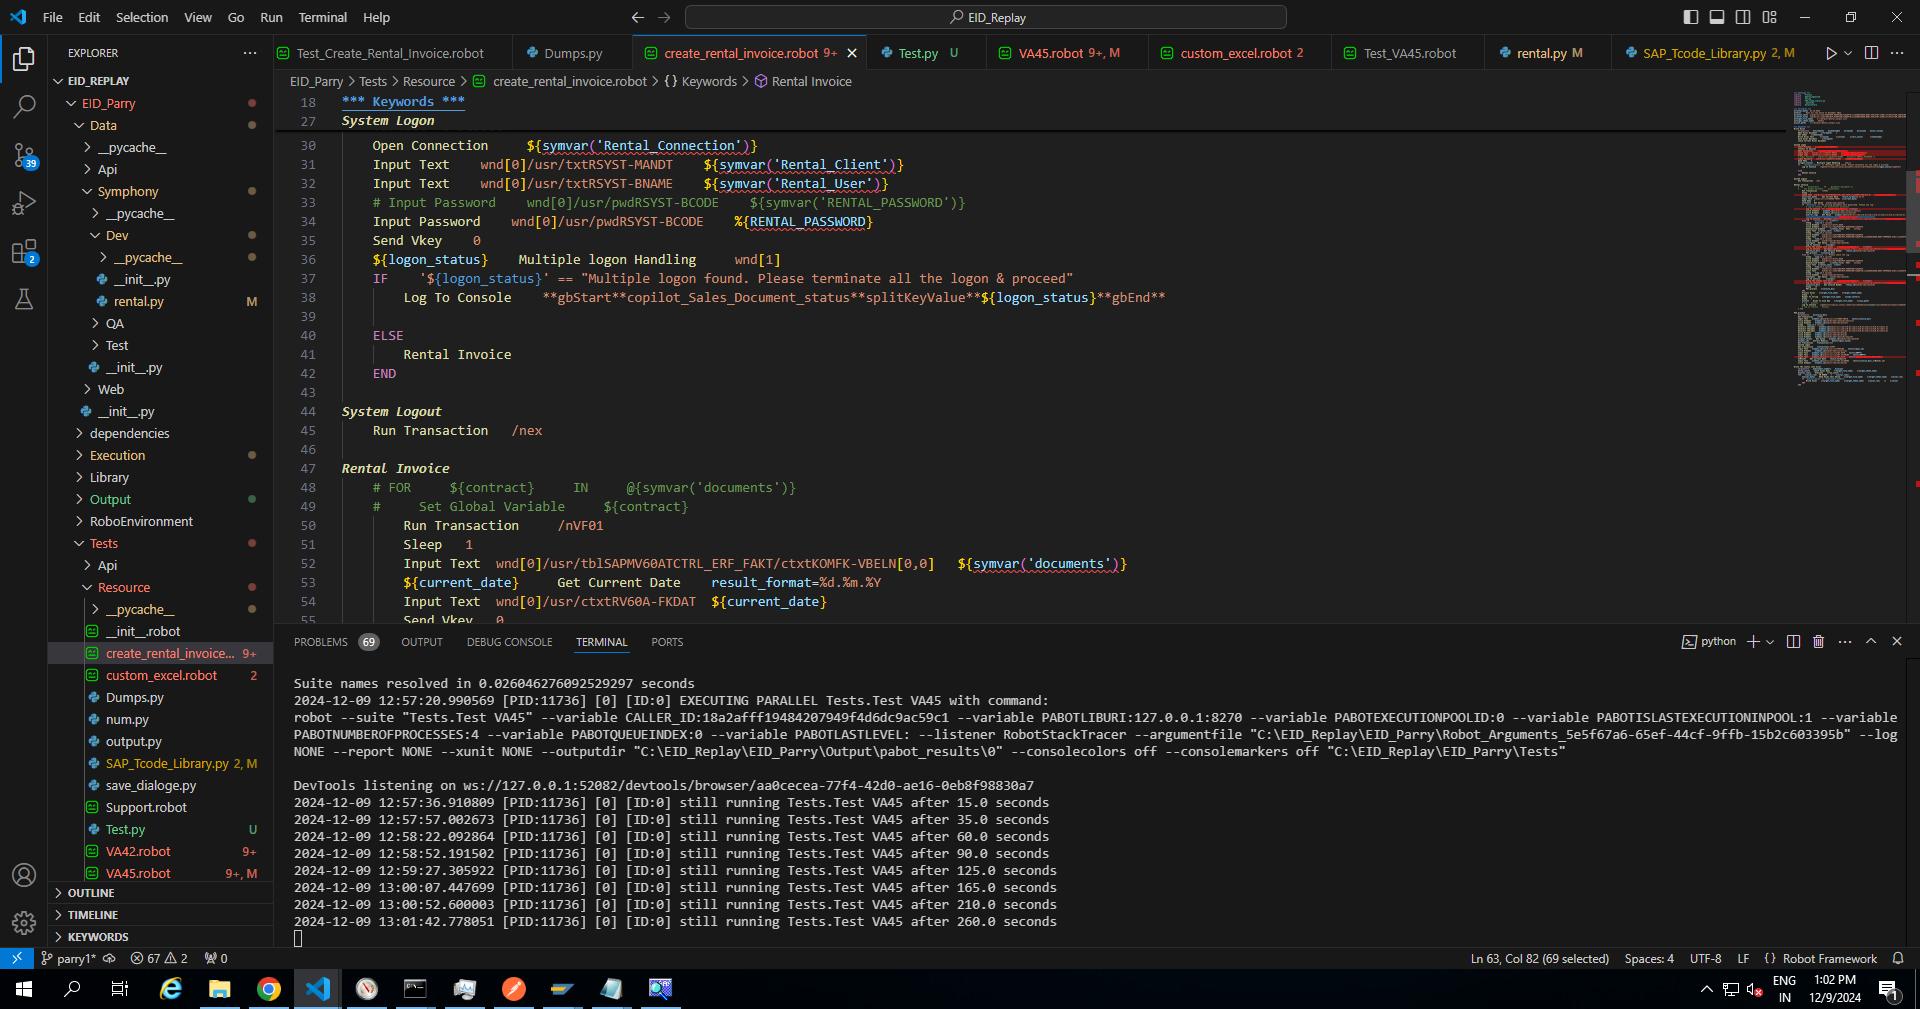 File Edit Selection View Go Run Terminal Help
EID_Replay
EXPLORER
Test_Create_Rental_Invoice.robot Dumps.py create_rental_invoice.robot 9+ Test.py U VA45.robot 9+, M custom_excel.robot 2 Test_VA45.robot rental.py M SAP_Tcode_Library.py 2, M
EID_Parry > Tests > Resource > create_rental_invoice.robot > {} Keywords > Rental Invoice
EID_REPLAY
EID_Parry
Data
__pycache__
Api
Symphony
__pycache__
Dev
__pycache__
__init__.py
rental.py M
QA
Test
__init__.py
Web
__init__.py
dependencies
Execution
Library
Output
RoboEnvironment
Tests
Api
Resource
__pycache__
__init__.robot
create_rental_invoice... 9+
custom_excel.robot 2
Dumps.py
num.py
output.py
SAP_Tcode_Library.py 2, M
save_dialoge.py
Support.robot
Test.py U
VA42.robot 9+
VA45.robot 9+, M
OUTLINE
TIMELINE
KEYWORDS
39
2
18 *** Keywords ***
27 System Logon
30 Open Connection ${symvar('Rental_Connection')}
31 Input Text wnd[0]/usr/txtRSYST-MANDT ${symvar('Rental_Client')}
32 Input Text wnd[0]/usr/txtRSYST-BNAME ${symvar('Rental_User')}
33 # Input Password wnd[0]/usr/pwdRSYST-BCODE ${symvar('RENTAL_PASSWORD')}
34 Input Password wnd[0]/usr/pwdRSYST-BCODE %{RENTAL_PASSWORD}
35 Send Vkey 0
36 ${logon_status} Multiple logon Handling wnd[1]
37 IF '${logon_status}' == "Multiple logon found. Please terminate all the logon & proceed"
38 Log To Console **gbStart**copilot_Sales_Document_status**splitKeyValue**${logon_status}**gbEnd**
39
40 ELSE
41 Rental Invoice
42 END
43
44 System Logout
45 Run Transaction /nex
46
47 Rental Invoice
48 # FOR ${contract} IN @{symvar('documents')}
49 # Set Global Variable ${contract}
50 Run Transaction /nVF01
51 Sleep 1
52 Input Text wnd[0]/usr/tblSAPMV60ATCTRL_ERF_FAKT/ctxtKOMFK-VBELN[0,0] ${symvar('documents')}
53 ${current_date} Get Current Date result_format=%d.%m.%Y
54 Input Text wnd[0]/usr/ctxtRV60A-FKDAT ${current_date}
55 Send Vkey 0
PROBLEMS 69 OUTPUT DEBUG CONSOLE TERMINAL PORTS
python
Suite names resolved in 0.026046276092529297 seconds
2024-12-09 12:57:20.990569 [PID:11736] [0] [ID:0] EXECUTING PARALLEL Tests.Test VA45 with command:
robot --suite "Tests.Test VA45" --variable CALLER_ID:18a2afff19484207949f4d6dc9ac59c1 --variable PABOTLIBURI:127.0.0.1:8270 --variable PABOTEXECUTIONPOOLID:0 --variable PABOTISLASTEXECUTIONINPOOL:1 --variable
PABOTNUMBEROFPROCESSES:4 --variable PABOTQUEUEINDEX:0 --variable PABOTLASTLEVEL: --listener RobotStackTracer --argumentfile "C:\EID_Replay\EID_Parry\Robot_Arguments_5e5f67a6-65ef-44cf-9ffb-15b2c603395b" --log
NONE --report NONE --xunit NONE --outputdir "C:\EID_Replay\EID_Parry\Output\pabot_results\0" --consolecolors off --consolemarkers off "C:\EID_Replay\EID_Parry\Tests"
DevTools listening on ws://127.0.0.1:52082/devtools/browser/aa0cecea-77f4-42d0-ae16-0eb8f98830a7
2024-12-09 12:57:36.910809 [PID:11736] [0] [ID:0] still running Tests.Test VA45 after 15.0 seconds
2024-12-09 12:57:57.002673 [PID:11736] [0] [ID:0] still running Tests.Test VA45 after 35.0 seconds
2024-12-09 12:58:22.092864 [PID:11736] [0] [ID:0] still running Tests.Test VA45 after 60.0 seconds
2024-12-09 12:58:52.191502 [PID:11736] [0] [ID:0] still running Tests.Test VA45 after 90.0 seconds
2024-12-09 12:59:27.305922 [PID:11736] [0] [ID:0] still running Tests.Test VA45 after 125.0 seconds
2024-12-09 13:00:07.447699 [PID:11736] [0] [ID:0] still running Tests.Test VA45 after 165.0 seconds
2024-12-09 13:00:52.600003 [PID:11736] [0] [ID:0] still running Tests.Test VA45 after 210.0 seconds
2024-12-09 13:01:42.778051 [PID:11736] [0] [ID:0] still running Tests.Test VA45 after 260.0 seconds
parry1* 67 2 0
Ln 63, Col 82 (69 selected) Spaces: 4 UTF-8 LF {} Robot Framework
ENG
IN
1:02 PM
12/9/2024
1